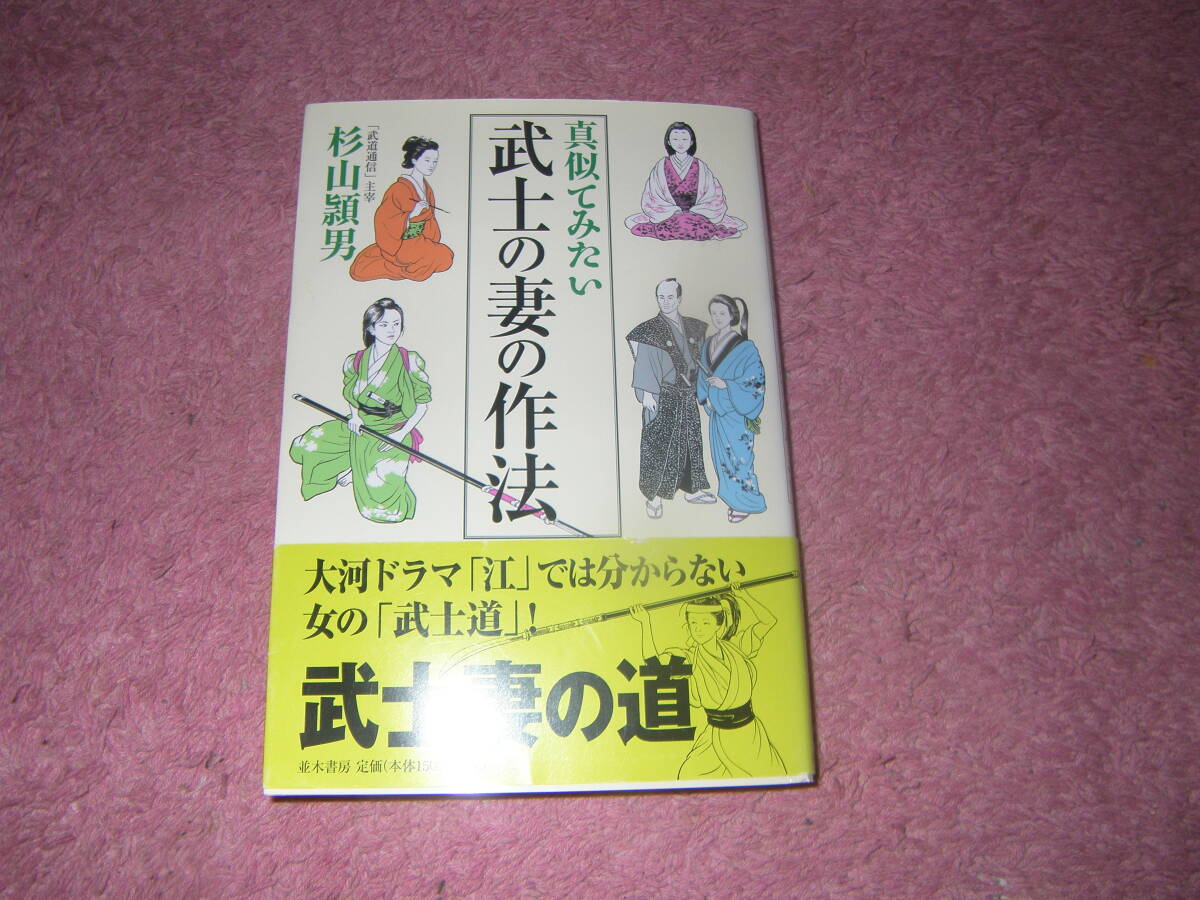 真似てみたい
武士の妻の作法
「武道通信」主宰
杉山穎男
大河ドラマ「江」では分からない
女の「武士道」!
武士妻の道
並木書房 定価(本体150